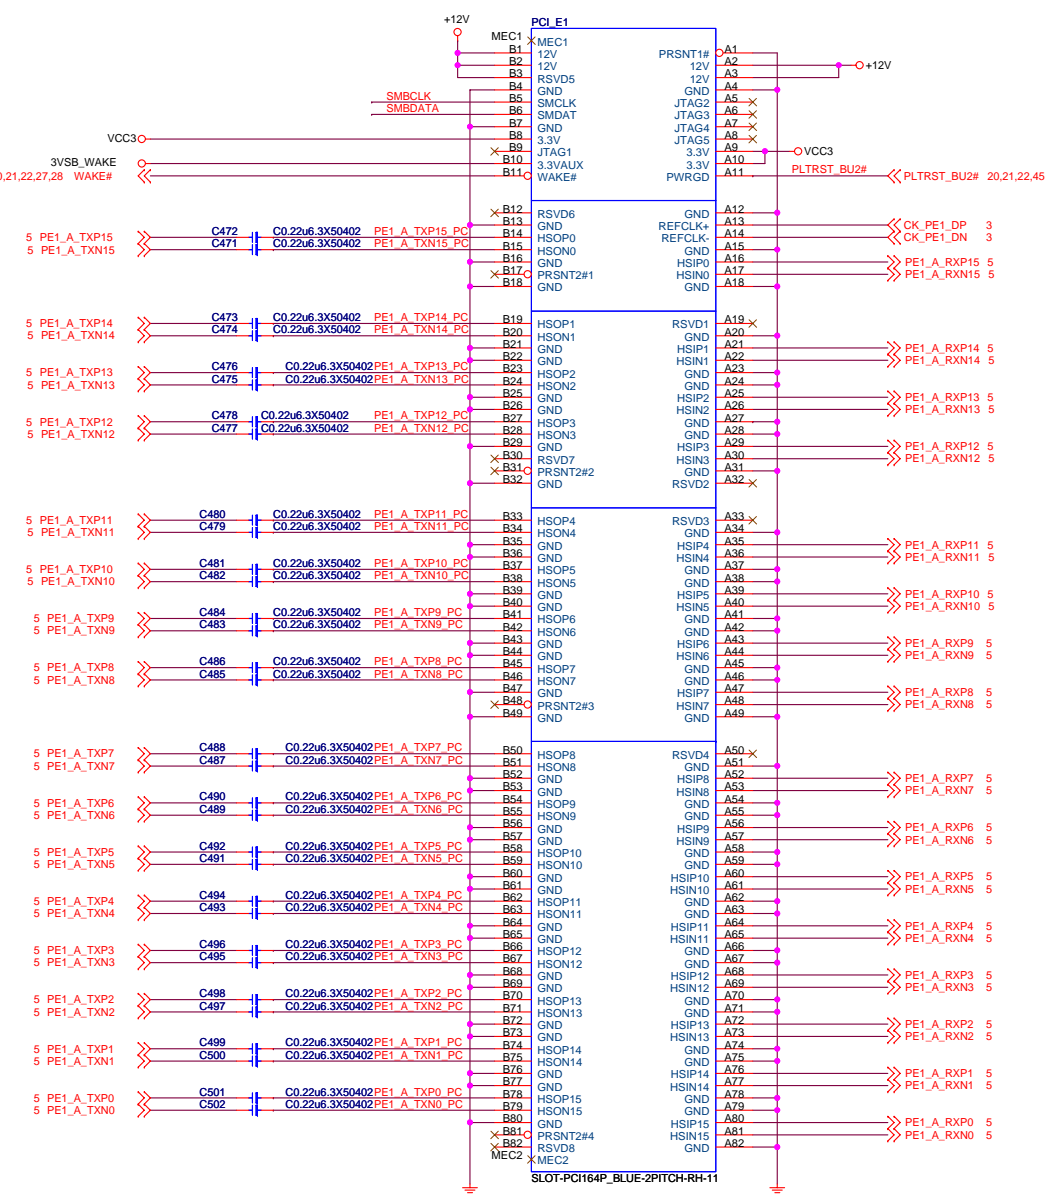 +12V
PCI_E1
MEC1
MEC1
B1 12V PRSNT1# A1
B2 12V 12V A2 +12V
B3 RSVD5 12V A3
B4 GND GND A4
SMBCLK B5 SMCLK JTAG2 A5
SMBDATA B6 SMDAT JTAG3 A6
B7 GND JTAG4 A7
VCC3 B8 3.3V JTAG5 A8
B9 JTAG1 3.3V A9 VCC3
3VSB_WAKE B10 3.3VAUX 3.3V A10
,21,22,27,28 WAKE# B11 WAKE# PWRGD A11 PLTRST_BU2# PLTRST_BU2# 20,21,22,45
B12 RSVD6 GND A12
B13 GND REFCLK+ A13 CK_PE1_DP 3
5 PE1_A_TXP15 C472 C0.22u6.3X50402 PE1_A_TXP15_PC B14 HSOP0 REFCLK- A14 CK_PE1_DN 3
5 PE1_A_TXN15 C471 C0.22u6.3X50402 PE1_A_TXN15_PC B15 HSON0 GND A15
B16 GND HSIP0 A16 PE1_A_RXP15 5
B17 PRSNT2#1 HSIN0 A17 PE1_A_RXN15 5
B18 GND GND A18
5 PE1_A_TXP14 C473 C0.22u6.3X50402 PE1_A_TXP14_PC B19 HSOP1 RSVD1 A19
5 PE1_A_TXN14 C474 C0.22u6.3X50402 PE1_A_TXN14_PC B20 HSON1 GND A20
B21 GND HSIP1 A21 PE1_A_RXP14 5
B22 GND HSIN1 A22 PE1_A_RXN14 5
5 PE1_A_TXP13 C476 C0.22u6.3X50402 PE1_A_TXP13_PC B23 HSOP2 GND A23
5 PE1_A_TXN13 C475 C0.22u6.3X50402 PE1_A_TXN13_PC B24 HSON2 GND A24
B25 GND HSIP2 A25 PE1_A_RXP13 5
B26 GND HSIN2 A26 PE1_A_RXN13 5
5 PE1_A_TXP12 C478 C0.22u6.3X50402 PE1_A_TXP12_PC B27 HSOP3 GND A27
5 PE1_A_TXN12 C477 C0.22u6.3X50402 PE1_A_TXN12_PC B28 HSON3 GND A28
B29 GND HSIP3 A29 PE1_A_RXP12 5
B30 RSVD7 HSIN3 A30 PE1_A_RXN12 5
B31 PRSNT2#2 GND A31
B32 GND RSVD2 A32
5 PE1_A_TXP11 C480 C0.22u6.3X50402 PE1_A_TXP11_PC B33 HSOP4 RSVD3 A33
5 PE1_A_TXN11 C479 C0.22u6.3X50402 PE1_A_TXN11_PC B34 HSON4 GND A34
B35 GND HSIP4 A35 PE1_A_RXP11 5
B36 GND HSIN4 A36 PE1_A_RXN11 5
5 PE1_A_TXP10 C481 C0.22u6.3X50402 PE1_A_TXP10_PC B37 HSOP5 GND A37
5 PE1_A_TXN10 C482 C0.22u6.3X50402 PE1_A_TXN10_PC B38 HSON5 GND A38
B39 GND HSIP5 A39 PE1_A_RXP10 5
B40 GND HSIN5 A40 PE1_A_RXN10 5
5 PE1_A_TXP9 C484 C0.22u6.3X50402 PE1_A_TXP9_PC B41 HSOP6 GND A41
5 PE1_A_TXN9 C483 C0.22u6.3X50402 PE1_A_TXN9_PC B42 HSON6 GND A42
B43 GND HSIP6 A43 PE1_A_RXP9 5
B44 GND HSIN6 A44 PE1_A_RXN9 5
5 PE1_A_TXP8 C486 C0.22u6.3X50402 PE1_A_TXP8_PC B45 HSOP7 GND A45
5 PE1_A_TXN8 C485 C0.22u6.3X50402 PE1_A_TXN8_PC B46 HSON7 GND A46
B47 GND HSIP7 A47 PE1_A_RXP8 5
B48 PRSNT2#3 HSIN7 A48 PE1_A_RXN8 5
B49 GND GND A49
5 PE1_A_TXP7 C488 C0.22u6.3X50402 PE1_A_TXP7_PC B50 HSOP8 RSVD4 A50
5 PE1_A_TXN7 C487 C0.22u6.3X50402 PE1_A_TXN7_PC B51 HSON8 GND A51
B52 GND HSIP8 A52 PE1_A_RXP7 5
B53 GND HSIN8 A53 PE1_A_RXN7 5
5 PE1_A_TXP6 C490 C0.22u6.3X50402 PE1_A_TXP6_PC B54 HSOP9 GND A54
5 PE1_A_TXN6 C489 C0.22u6.3X50402 PE1_A_TXN6_PC B55 HSON9 GND A55
B56 GND HSIP9 A56 PE1_A_RXP6 5
B57 GND HSIN9 A57 PE1_A_RXN6 5
5 PE1_A_TXP5 C492 C0.22u6.3X50402 PE1_A_TXP5_PC B58 HSOP10 GND A58
5 PE1_A_TXN5 C491 C0.22u6.3X50402 PE1_A_TXN5_PC B59 HSON10 GND A59
B60 GND HSIP10 A60 PE1_A_RXP5 5
B61 GND HSIN10 A61 PE1_A_RXN5 5
5 PE1_A_TXP4 C494 C0.22u6.3X50402 PE1_A_TXP4_PC B62 HSOP11 GND A62
5 PE1_A_TXN4 C493 C0.22u6.3X50402 PE1_A_TXN4_PC B63 HSON11 GND A63
B64 GND HSIP11 A64 PE1_A_RXP4 5
B65 GND HSIN11 A65 PE1_A_RXN4 5
5 PE1_A_TXP3 C496 C0.22u6.3X50402 PE1_A_TXP3_PC B66 HSOP12 GND A66
5 PE1_A_TXN3 C495 C0.22u6.3X50402 PE1_A_TXN3_PC B67 HSON12 GND A67
B68 GND HSIP12 A68 PE1_A_RXP3 5
B69 GND HSIN12 A69 PE1_A_RXN3 5
5 PE1_A_TXP2 C498 C0.22u6.3X50402 PE1_A_TXP2_PC B70 HSOP13 GND A70
5 PE1_A_TXN2 C497 C0.22u6.3X50402 PE1_A_TXN2_PC B71 HSON13 GND A71
B72 GND HSIP13 A72 PE1_A_RXP2 5
B73 GND HSIN13 A73 PE1_A_RXN2 5
5 PE1_A_TXP1 C499 C0.22u6.3X50402 PE1_A_TXP1_PC B74 HSOP14 GND A74
5 PE1_A_TXN1 C500 C0.22u6.3X50402 PE1_A_TXN1_PC B75 HSON14 GND A75
B76 GND HSIP14 A76 PE1_A_RXP1 5
B77 GND HSIN14 A77 PE1_A_RXN1 5
5 PE1_A_TXP0 C501 C0.22u6.3X50402 PE1_A_TXP0_PC B78 HSOP15 GND A78
5 PE1_A_TXN0 C502 C0.22u6.3X50402 PE1_A_TXN0_PC B79 HSON15 GND A79
B80 GND HSIP15 A80 PE1_A_RXP0 5
B81 PRSNT2#4 HSIN15 A81 PE1_A_RXN0 5
B82 RSVD8 GND A82
MEC2 MEC2
SLOT-PCI164P_BLUE-2PITCH-RH-11